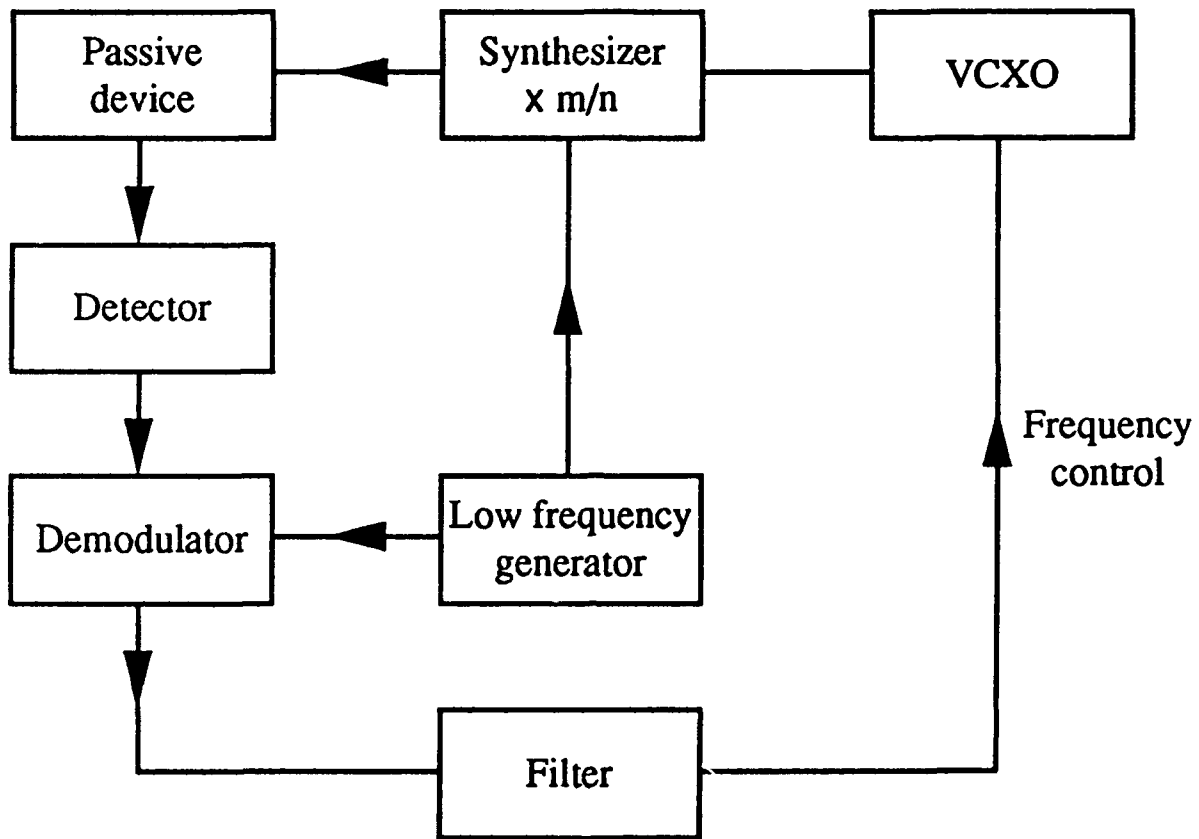 Passive
device
Synthesizer
x m/n
VCXO
Detector
Frequency
control
Demodulator
Low frequency
generator
Filter